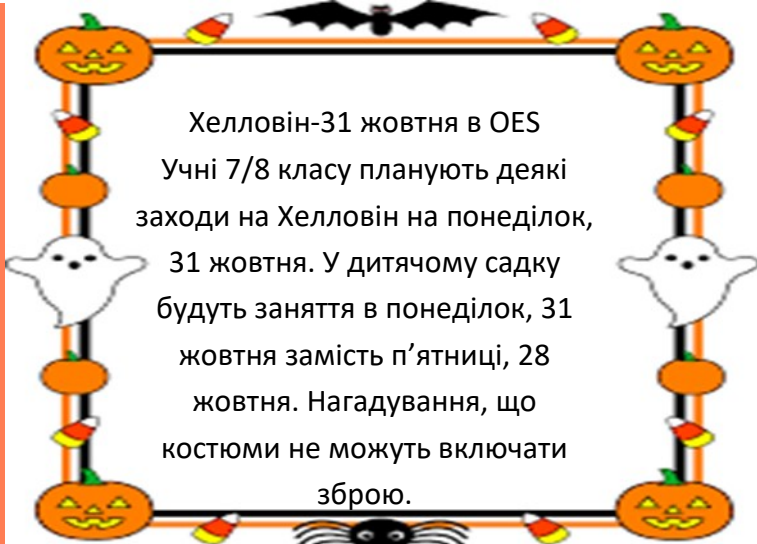 Хелловін-31 жовтня в OES
Учні 7/8 класу планують деякі
заходи на Хелловін на понеділок,
31 жовтня. У дитячому садку
будуть заняття в понеділок, 31
жовтня замість п’ятниці, 28
жовтня. Нагадування, що
костюми не можуть включати
зброю.